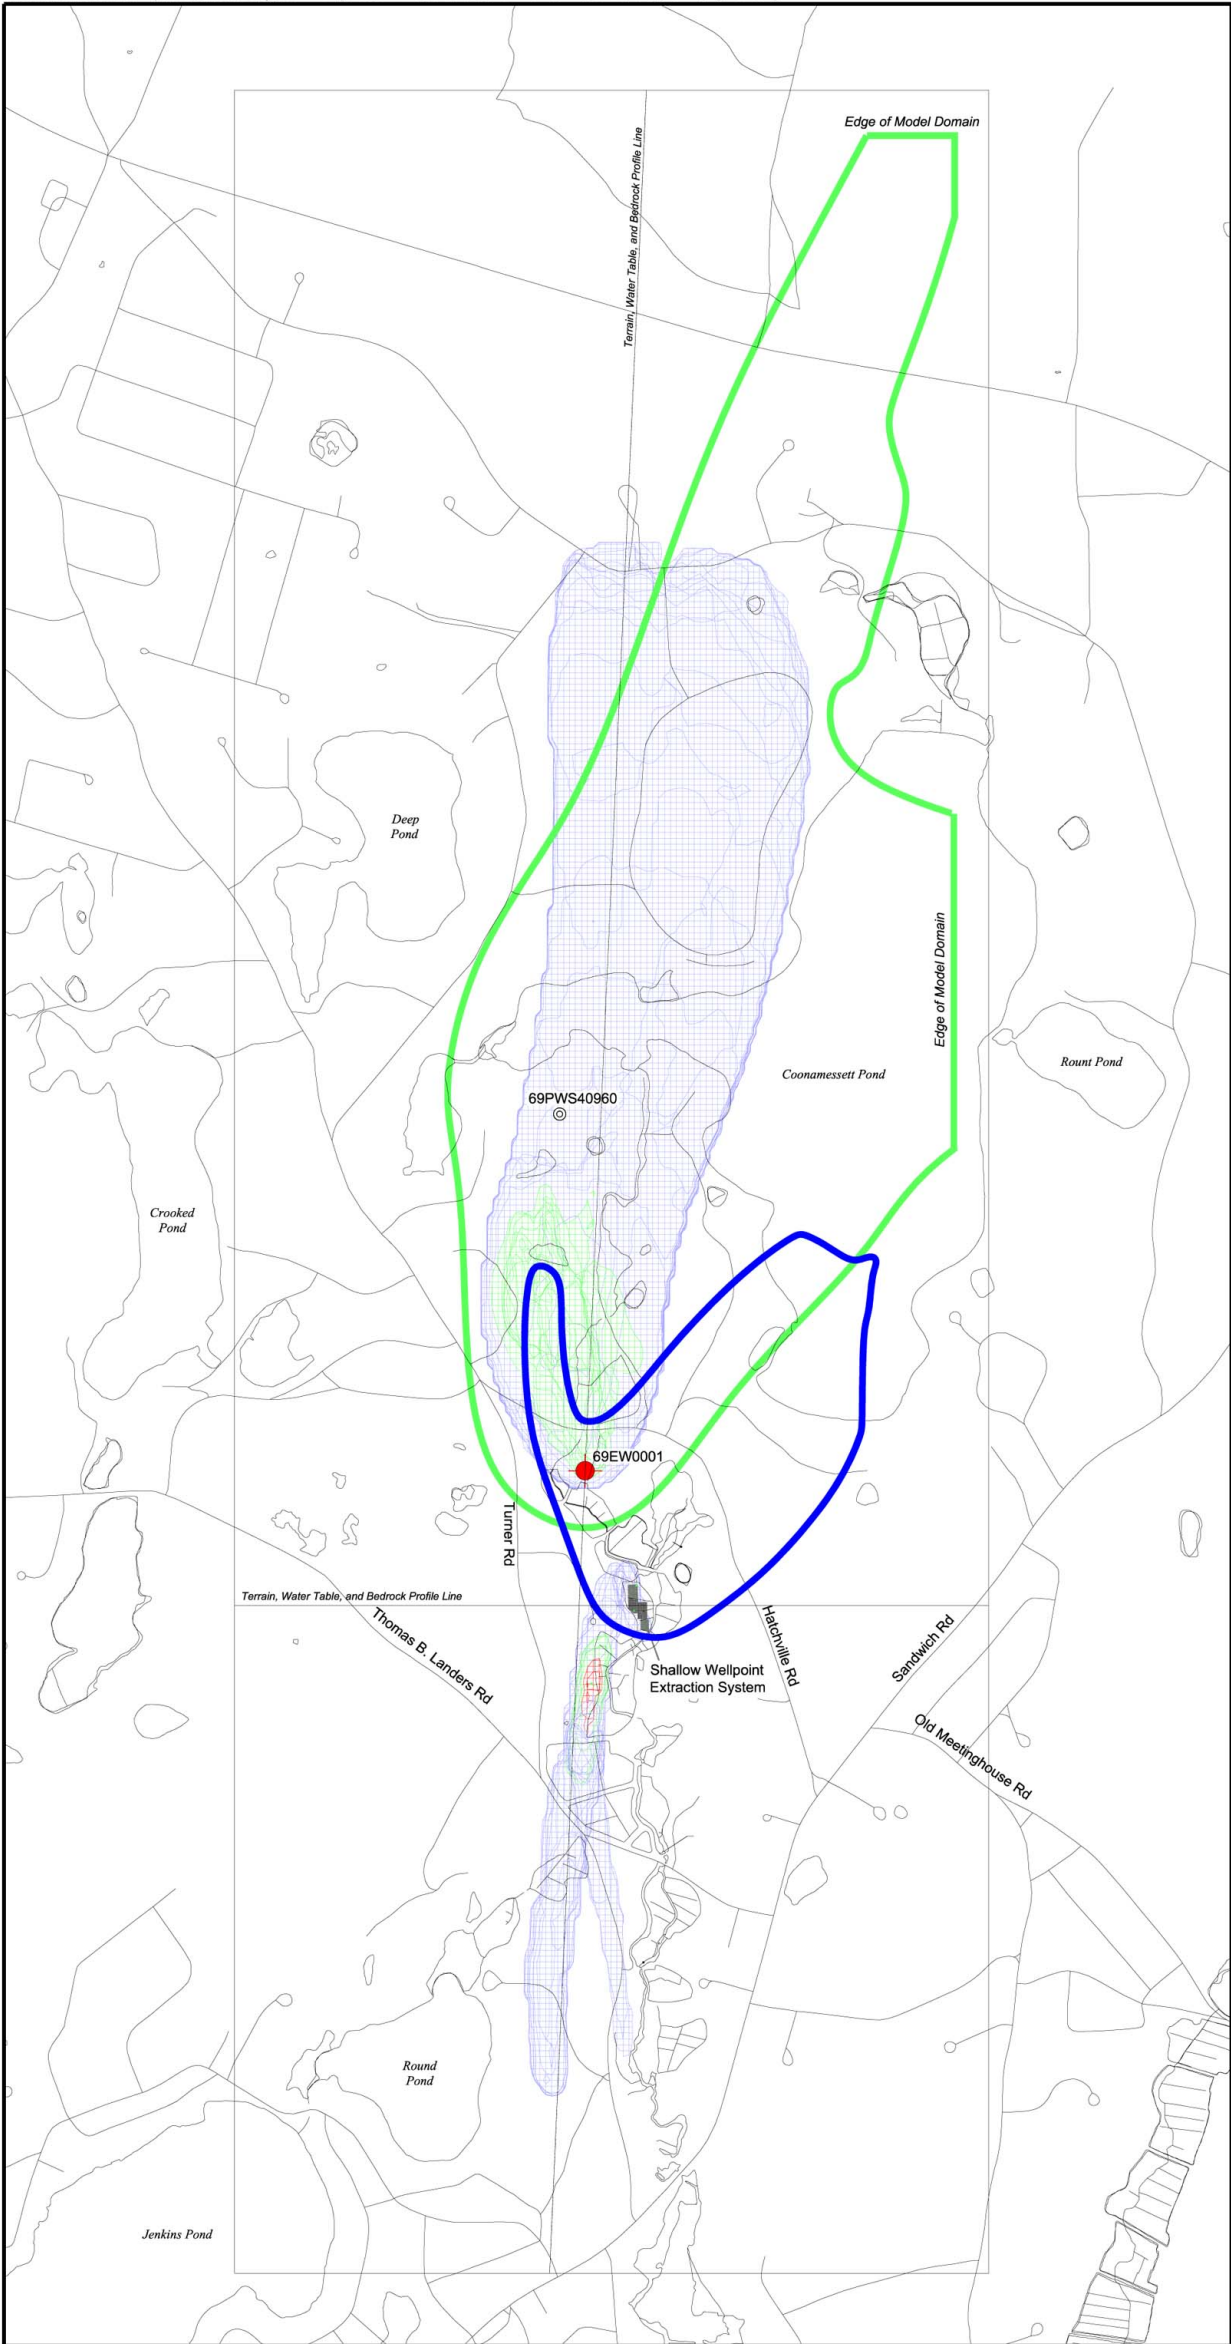 Edge of Model Domain
Terrain, Water Table, and Bedrock Profile Line
Deep
Pond
Edge of Model Domain
Rount Pond
Coonamessett Pond
69PWS40960
Crooked
Pond
69EW0001
Turner Rd
Terrain, Water Table, and Bedrock Profile Line
Thomas B. Landers Rd
Hatchville Rd
Sandwich Rd
Shallow Wellpoint
Extraction System
Old Meetinghouse Rd
Round
Pond
Jenkins Pond